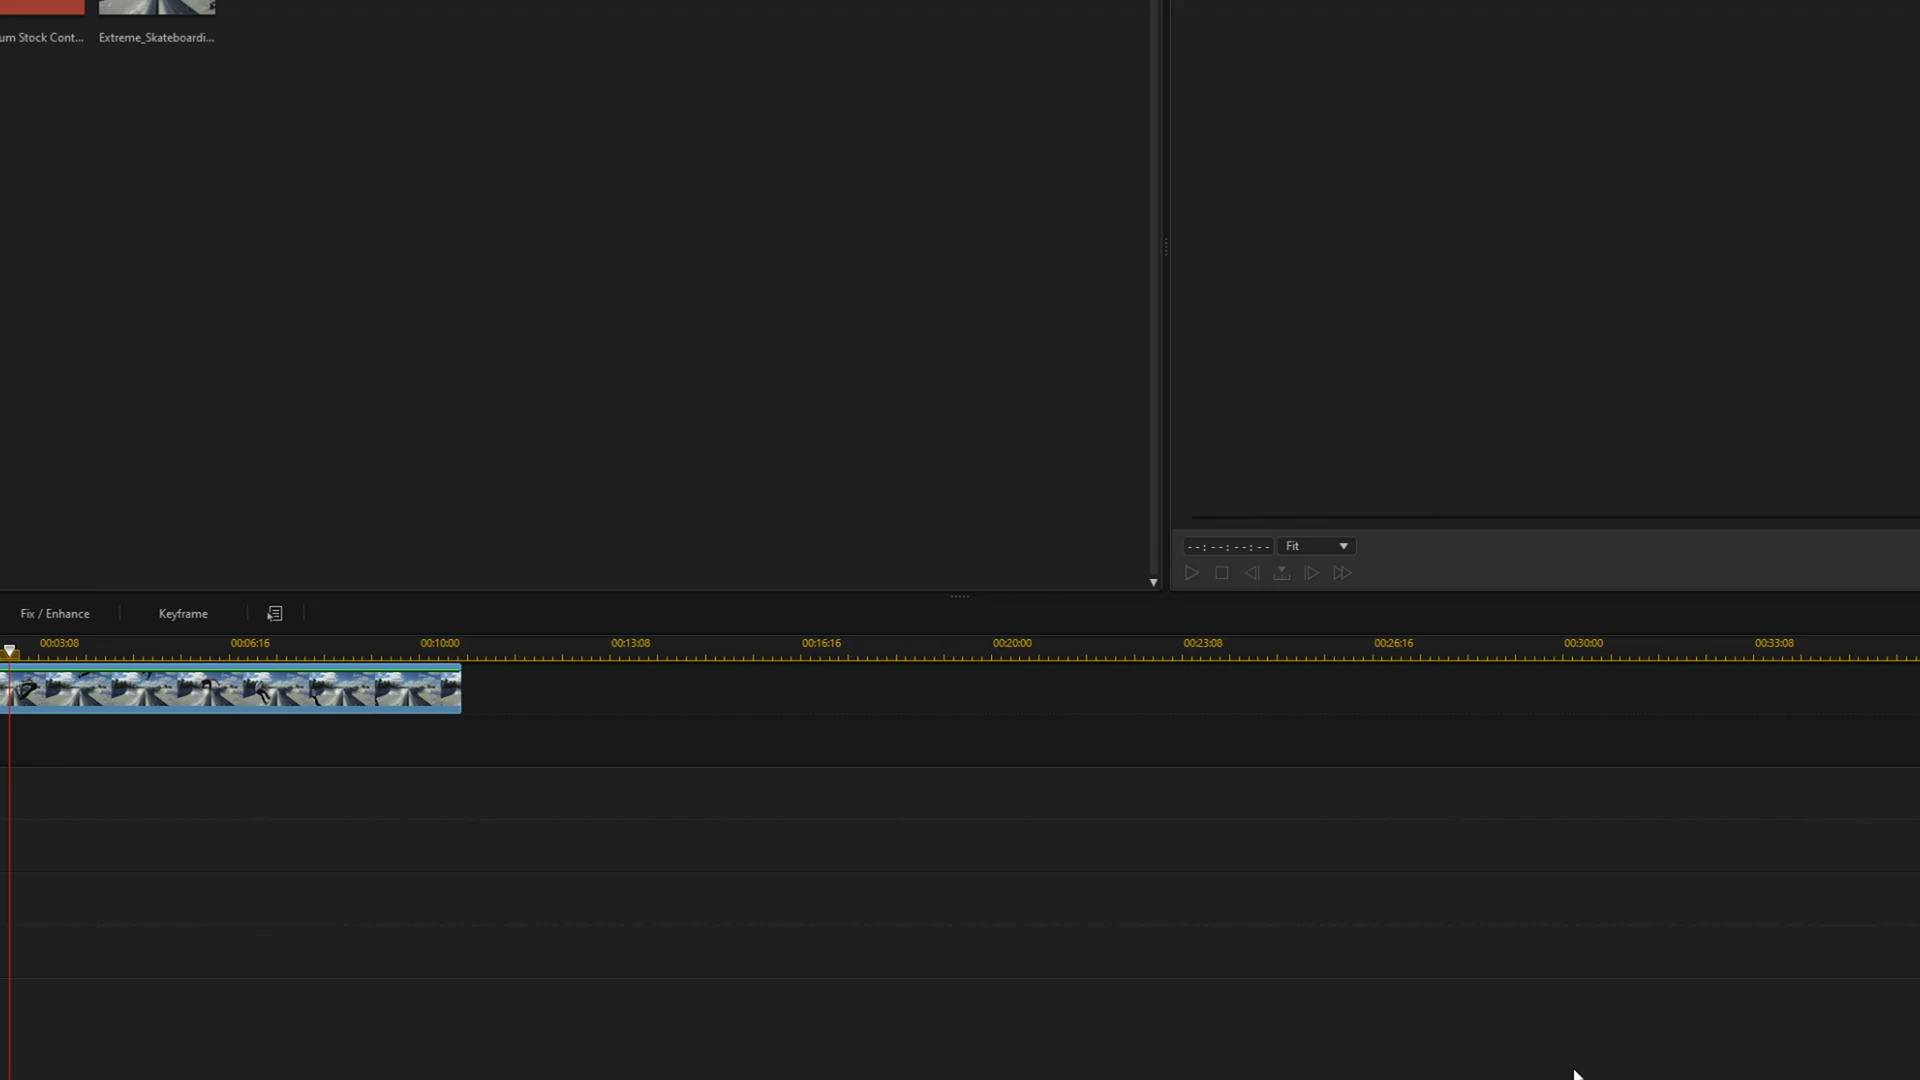 um Stock Cont... Extreme_Skateboardi...
--:--:--:-- Fit
Fix / Enhance Keyframe
00:03:08 00:06:16 00:10:00 00:13:08 00:16:16 00:20:00 00:23:08 00:26:16 00:30:00 00:33:08